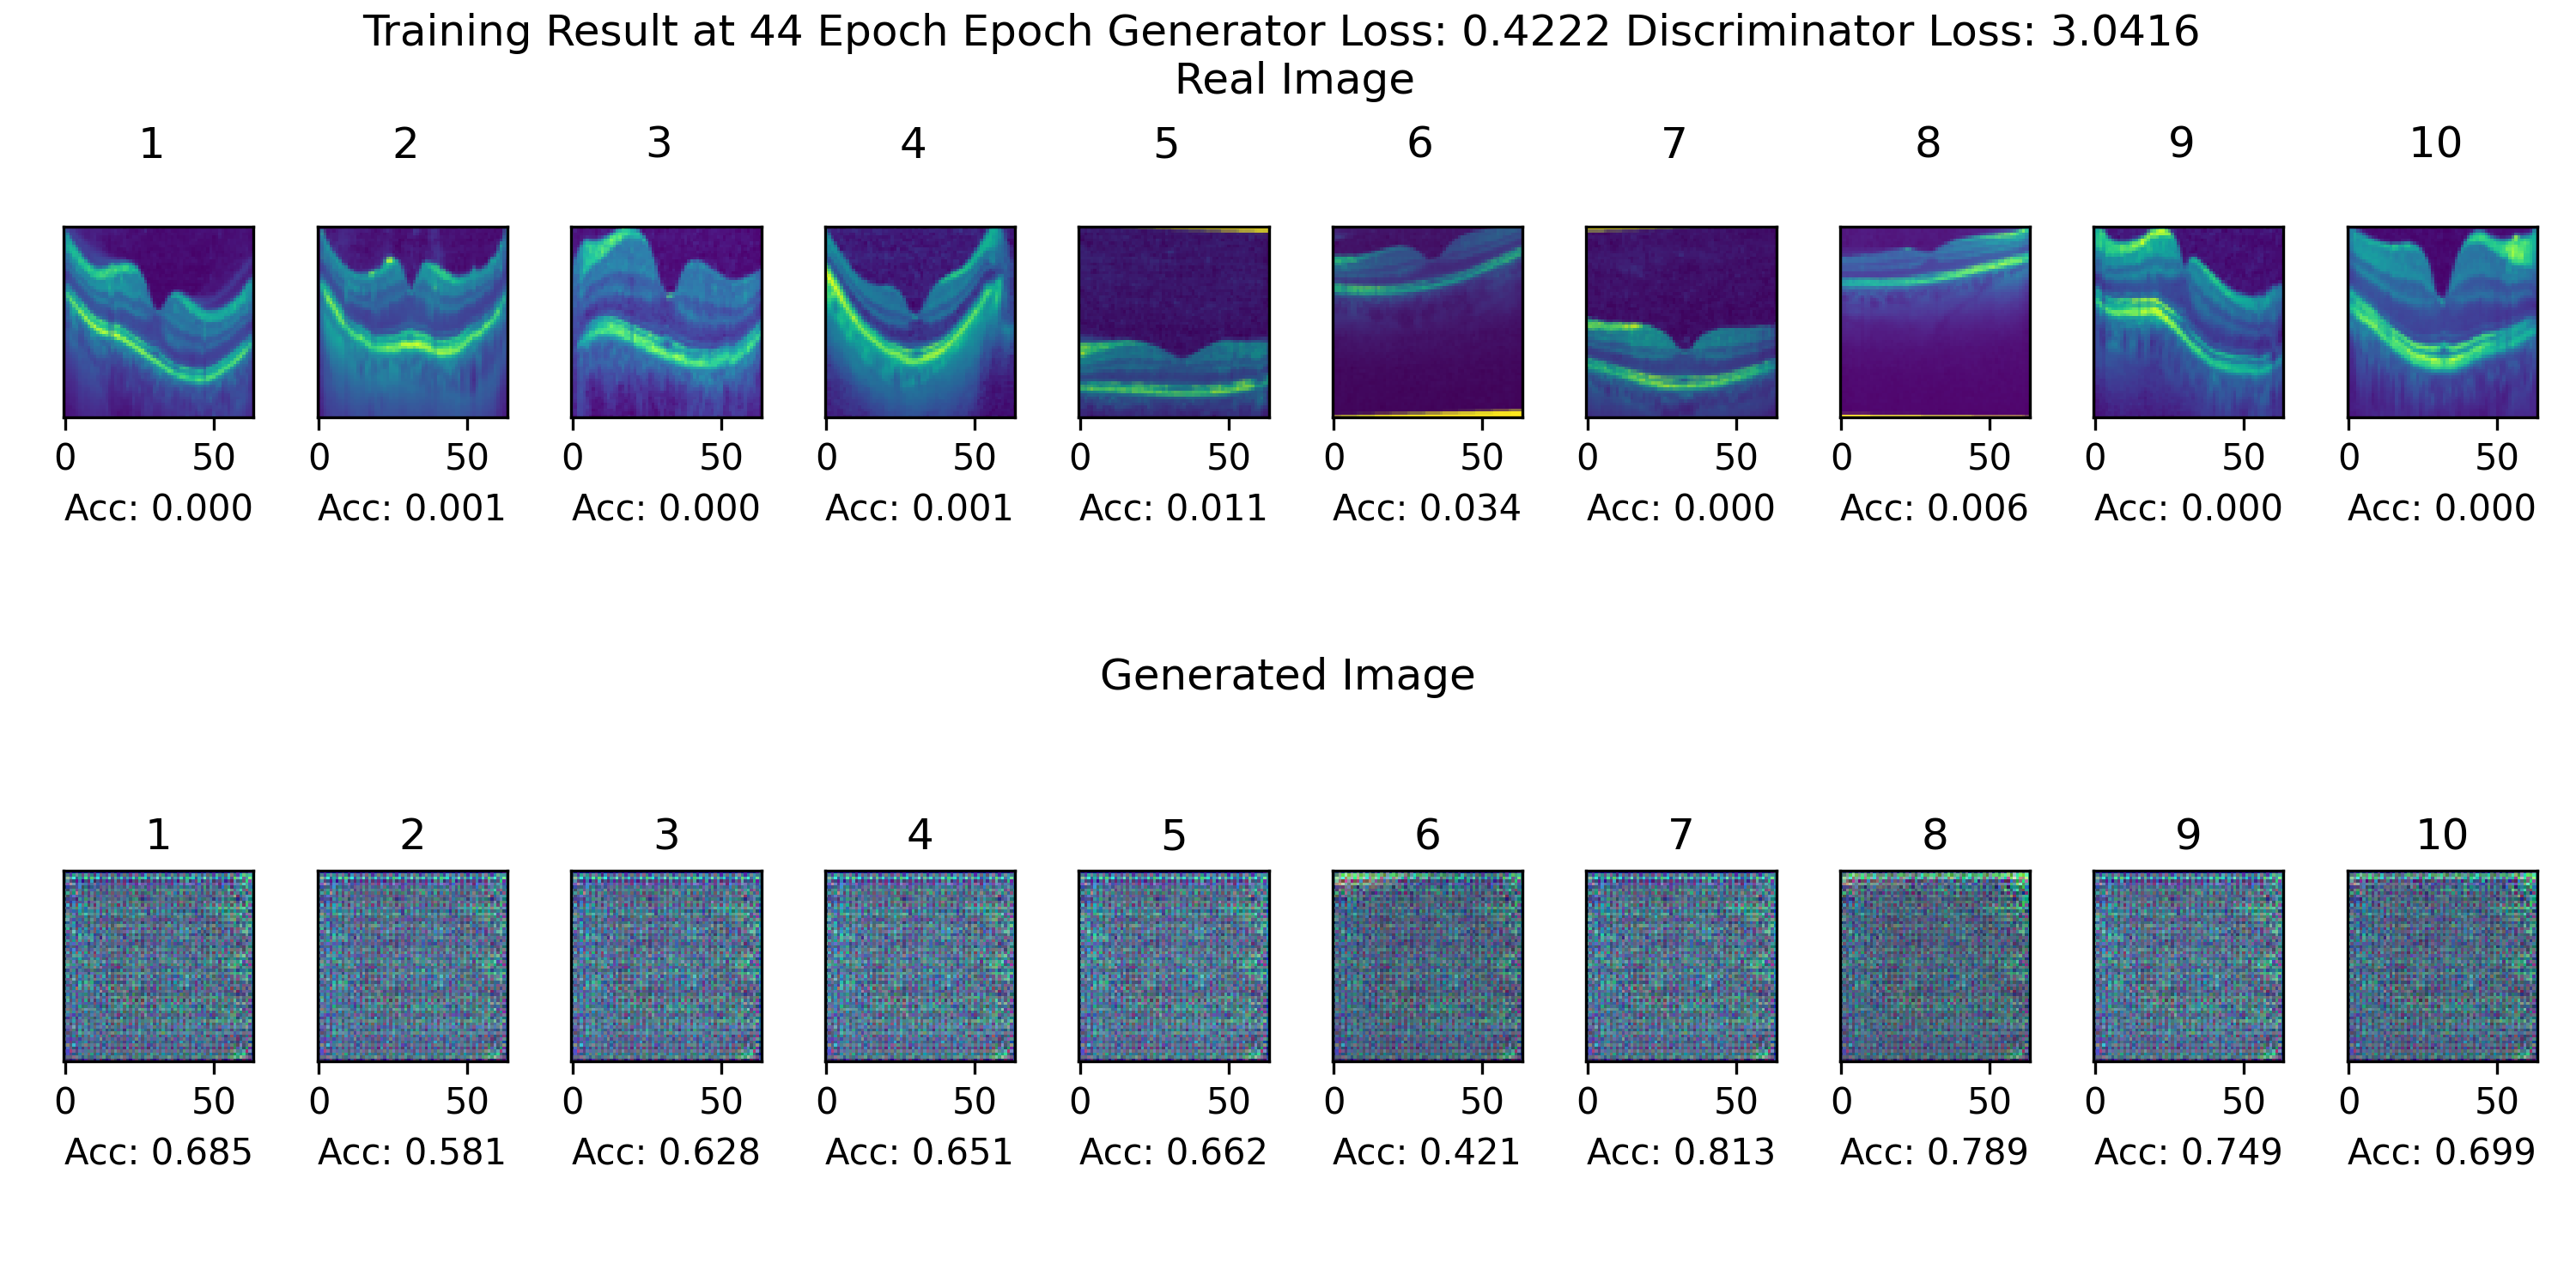 Training Result at 44 Epoch Epoch Generator Loss: 0.4222 Discriminator Loss: 3.0416
Real Image
1 2 3 4 5 6 7 8 9 10
0 50 0 50 0 50 0 50 0 50 0 50 0 50 0 50 0 50 0 50
Acc: 0.000 Acc: 0.001 Acc: 0.000 Acc: 0.001 Acc: 0.011 Acc: 0.034 Acc: 0.000 Acc: 0.006 Acc: 0.000 Acc: 0.000
Generated Image
1 2 3 4 5 6 7 8 9 10
0 50 0 50 0 50 0 50 0 50 0 50 0 50 0 50 0 50 0 50
Acc: 0.685 Acc: 0.581 Acc: 0.628 Acc: 0.651 Acc: 0.662 Acc: 0.421 Acc: 0.813 Acc: 0.789 Acc: 0.749 Acc: 0.699